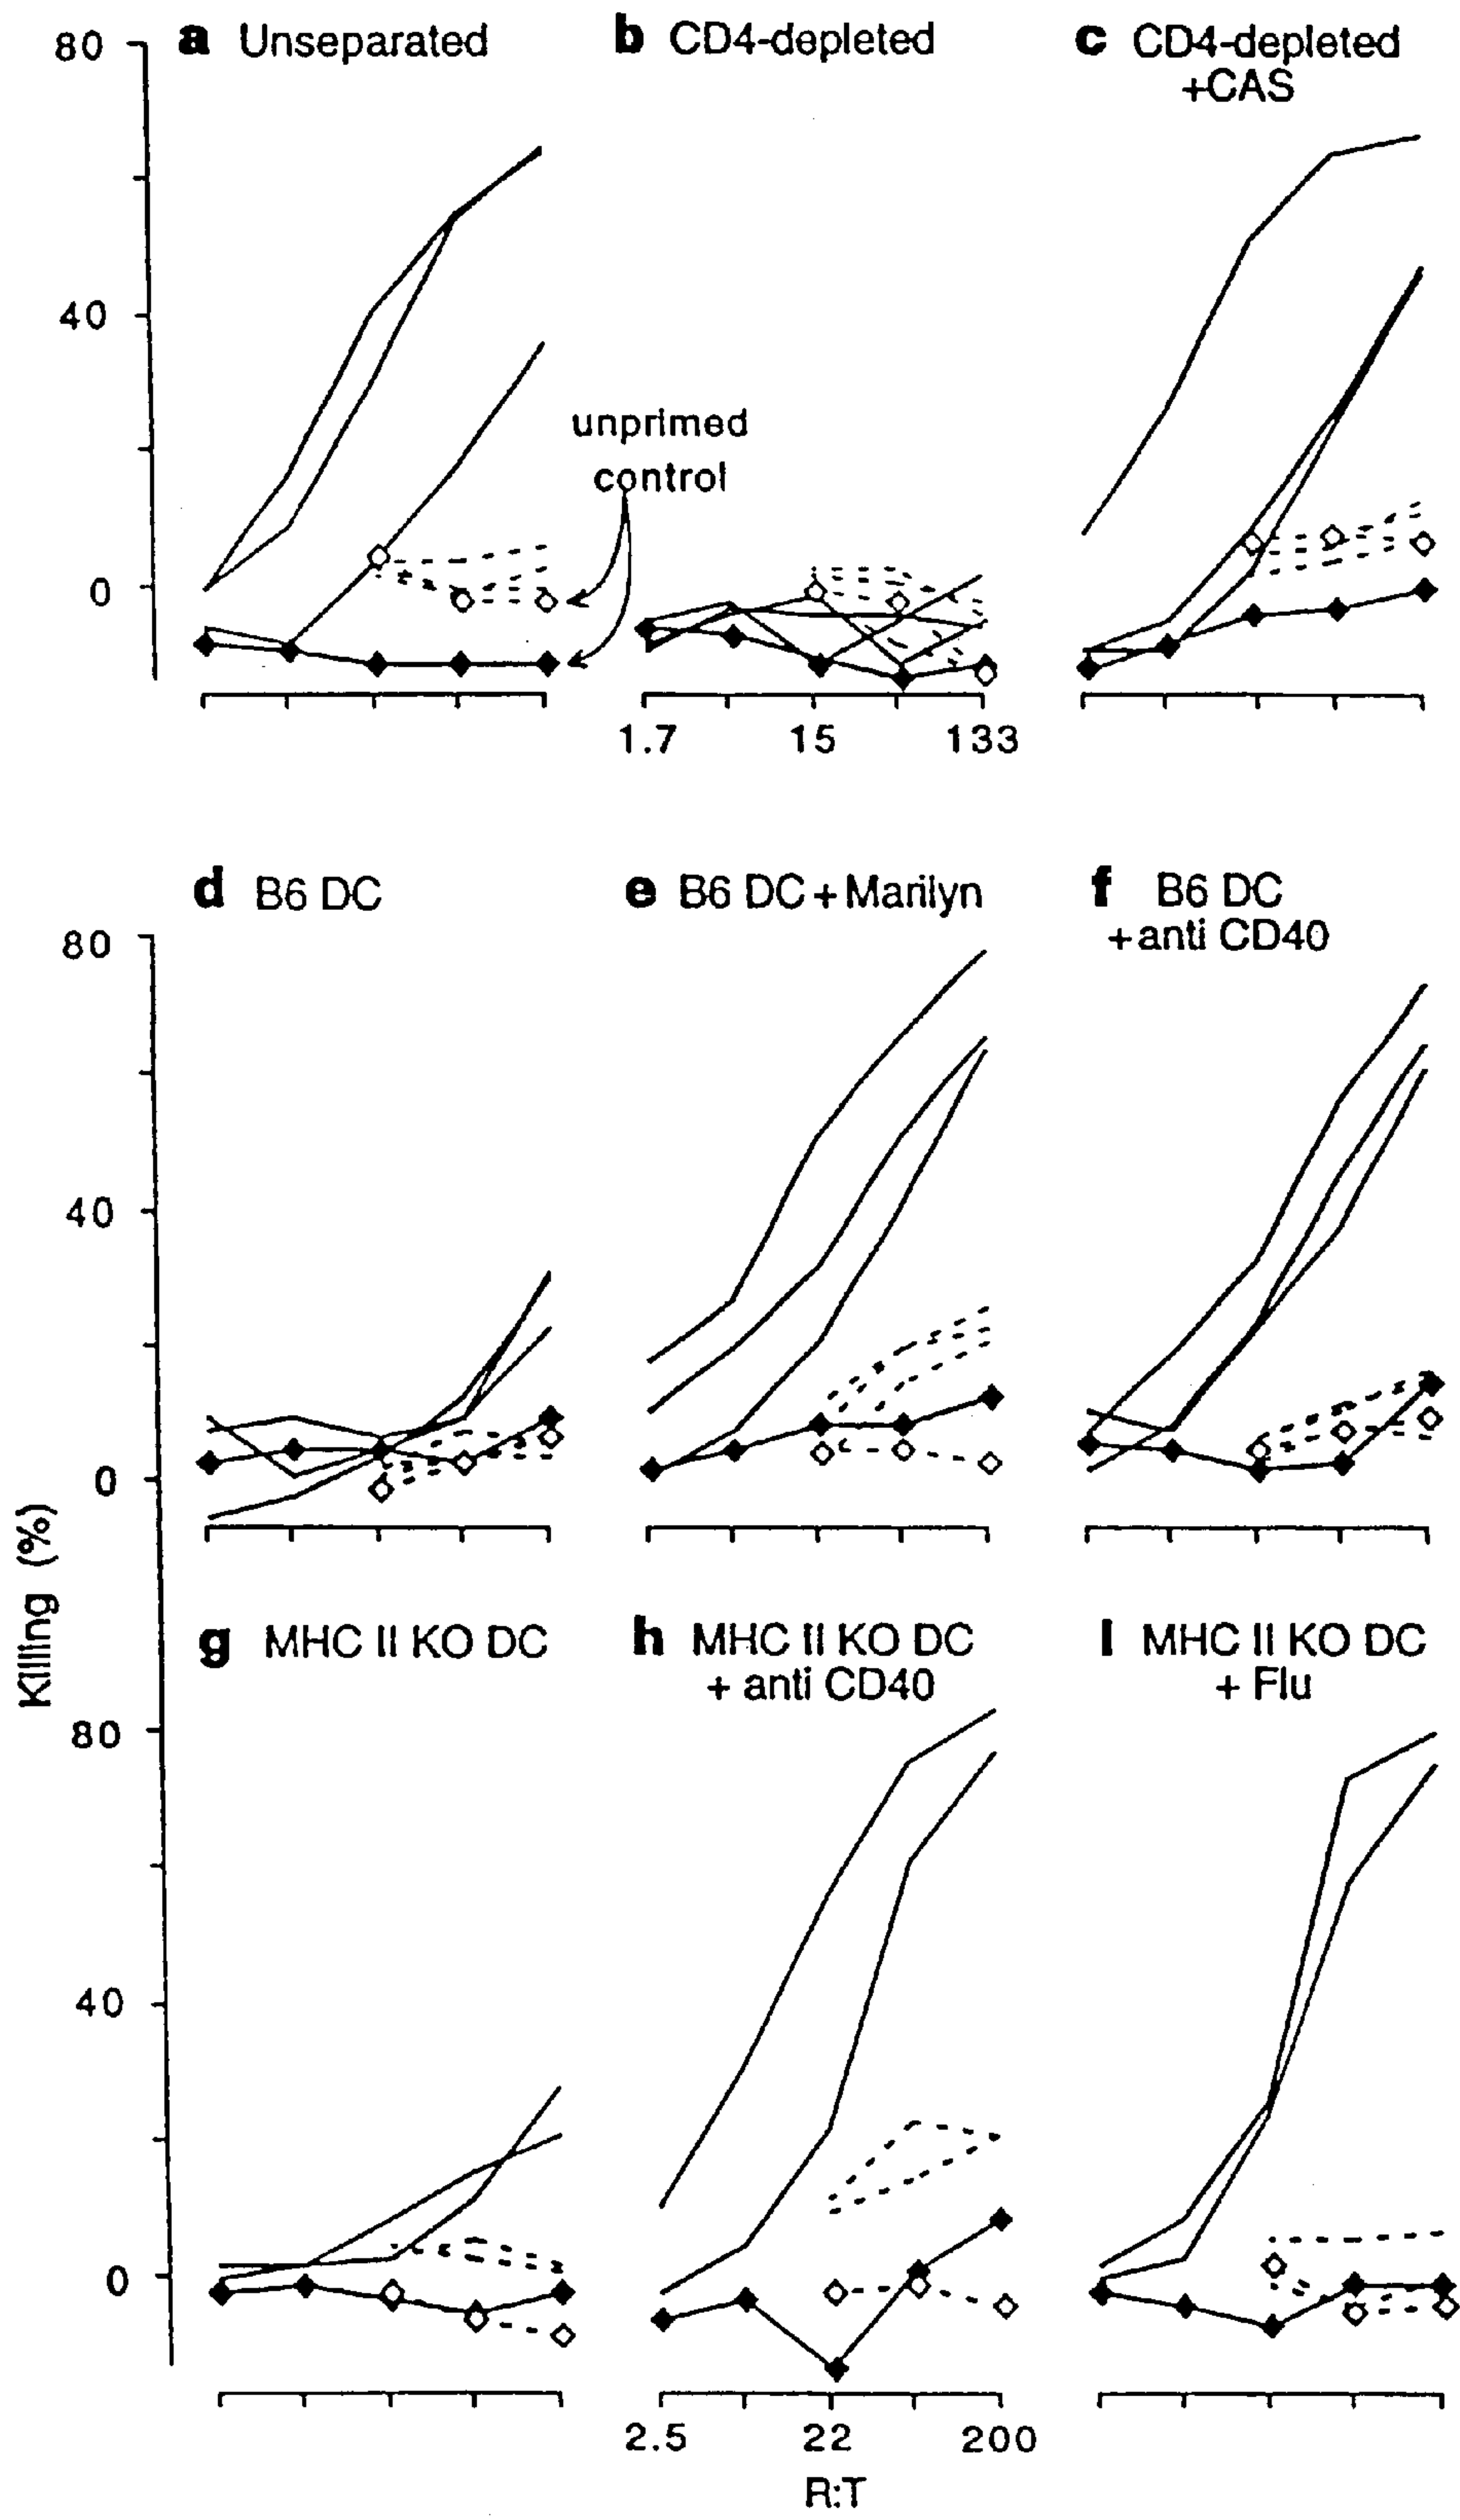 80
a Unseparated
b CD4-depleted
c CD4-depleted
+CAS
40
unprimed
control
0
1.7 15 133
d B6 DC
e B6 DC + Marilyn
f B6 DC
+ anti CD40
80
40
0
Killing (%)
g MHC II KO DC
h MHC II KO DC
+ anti CD40
i MHC II KO DC
+ Flu
80
40
0
2.5 22 200
R:T